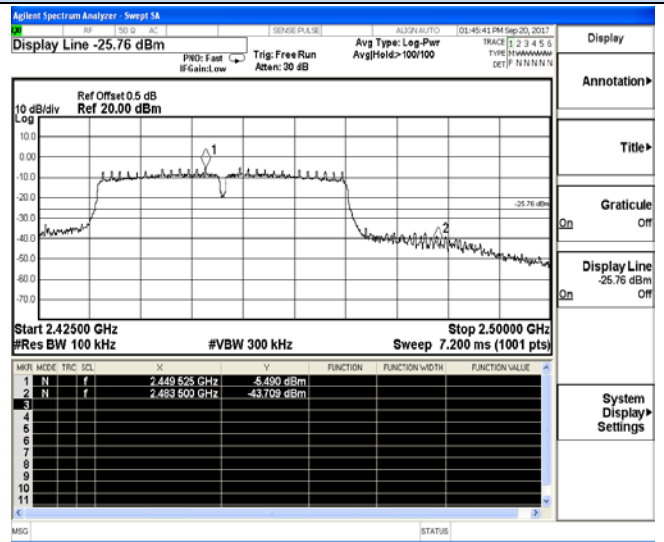 Agilent Spectrum Analyzer - Swept SA
RF 50 Ω AC SENSE:PULSE ALIGN AUTO 01:45:41 PM Sep 20, 2017
Display Line -25.76 dBm
PNO: Fast
IFGain:Low
Trig: Free Run
Atten: 30 dB
Avg Type: Log-Pwr
Avg|Hold:>100/100
TRACE 1 2 3 4 5 6
TYPE MWWWWW
DET P N N N N N
Display
Annotation
Title
Graticule
On Off
Display Line
-25.76 dBm
On Off
System
Display
Settings
Ref Offset 0.5 dB
10 dB/div Ref 20.00 dBm
Log
10.0
0.00
-10.0
-20.0
-30.0
-40.0
-50.0
-60.0
-70.0
1
2
-25.76 dBm
Start 2.42500 GHz Stop 2.50000 GHz
#Res BW 100 kHz #VBW 300 kHz Sweep 7.200 ms (1001 pts)
MKR MODE TRC SCL X Y FUNCTION FUNCTION WIDTH FUNCTION VALUE
1 N f 2.449 525 GHz -5.490 dBm
2 N f 2.483 500 GHz -43.709 dBm
3
4
5
6
7
8
9
10
11
MSG STATUS